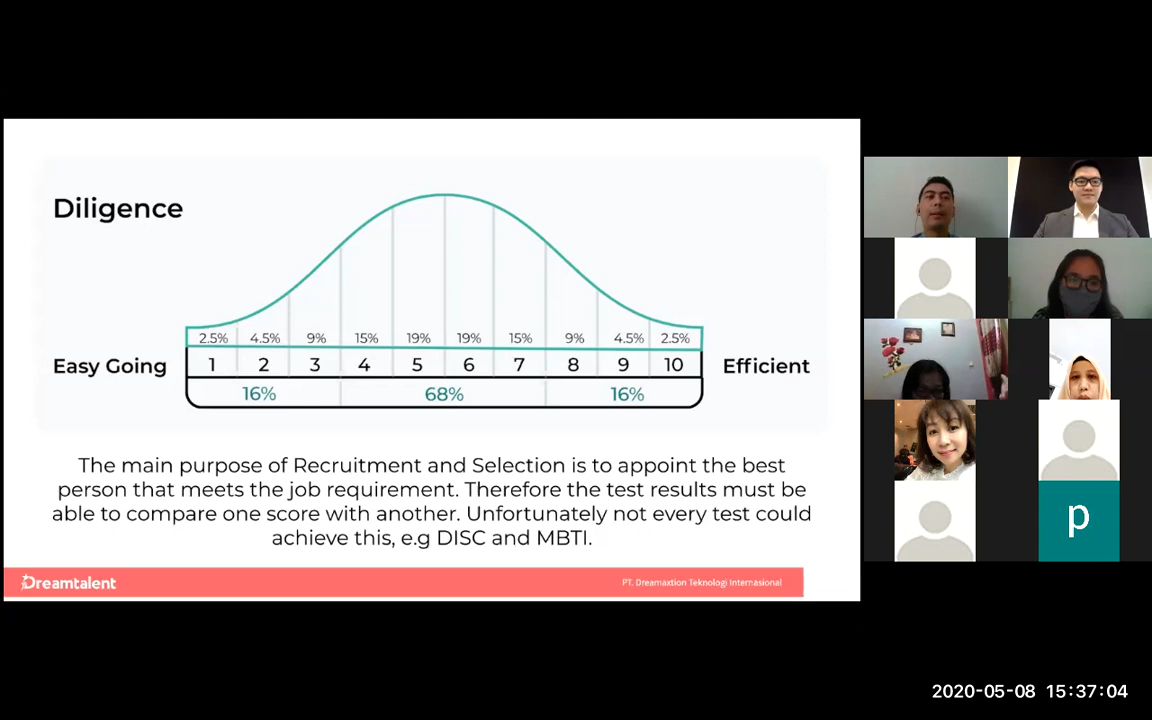 Diligence
2.5% 4.5% 9% 15% 19% 19% 15% 9% 4.5% 2.5%
Easy Going 1 2 3 4 5 6 7 8 9 10 Efficient
16% 68% 16%
The main purpose of Recruitment and Selection is to appoint the best
person that meets the job requirement. Therefore the test results must be
able to compare one score with another. Unfortunately not every test could
achieve this, e.g DISC and MBTI.
Dreamtalent PT. Dreamaxtion Teknologi Internasional
p
2020-05-08 15:37:04